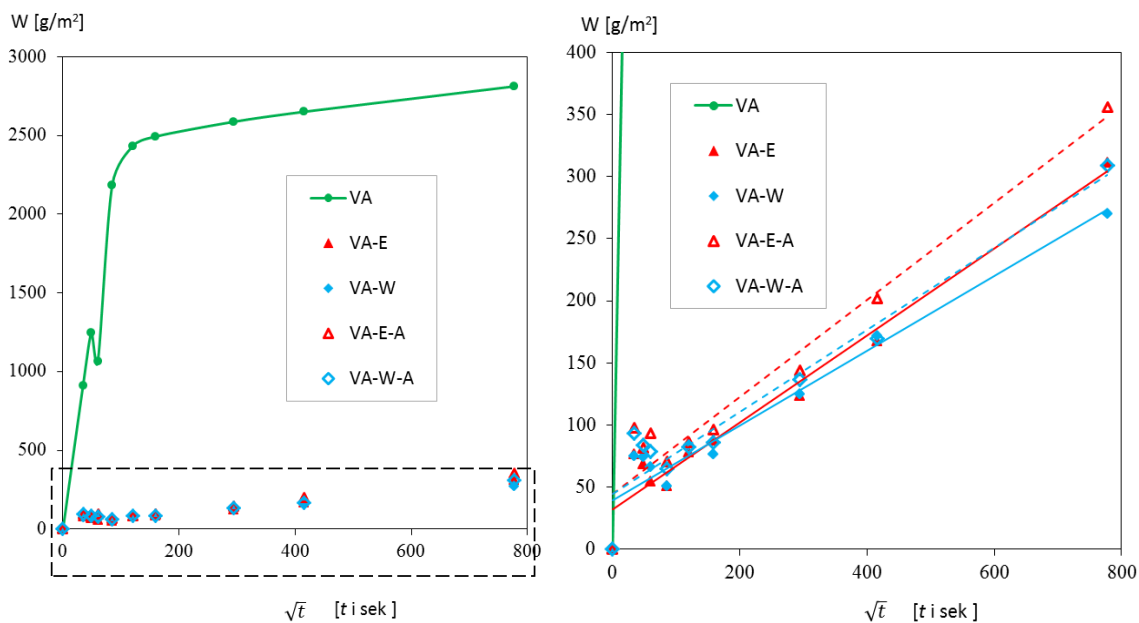 W [g/m²]
3000
2500
2000
1500
1000
500
0
0
200
400
600
800
VA
VA-E
VA-W
VA-E-A
VA-W-A
√t [t i sek ]
W [g/m²]
400
350
300
250
200
150
100
50
0
0
200
400
600
800
VA
VA-E
VA-W
VA-E-A
VA-W-A
√t [t i sek ]